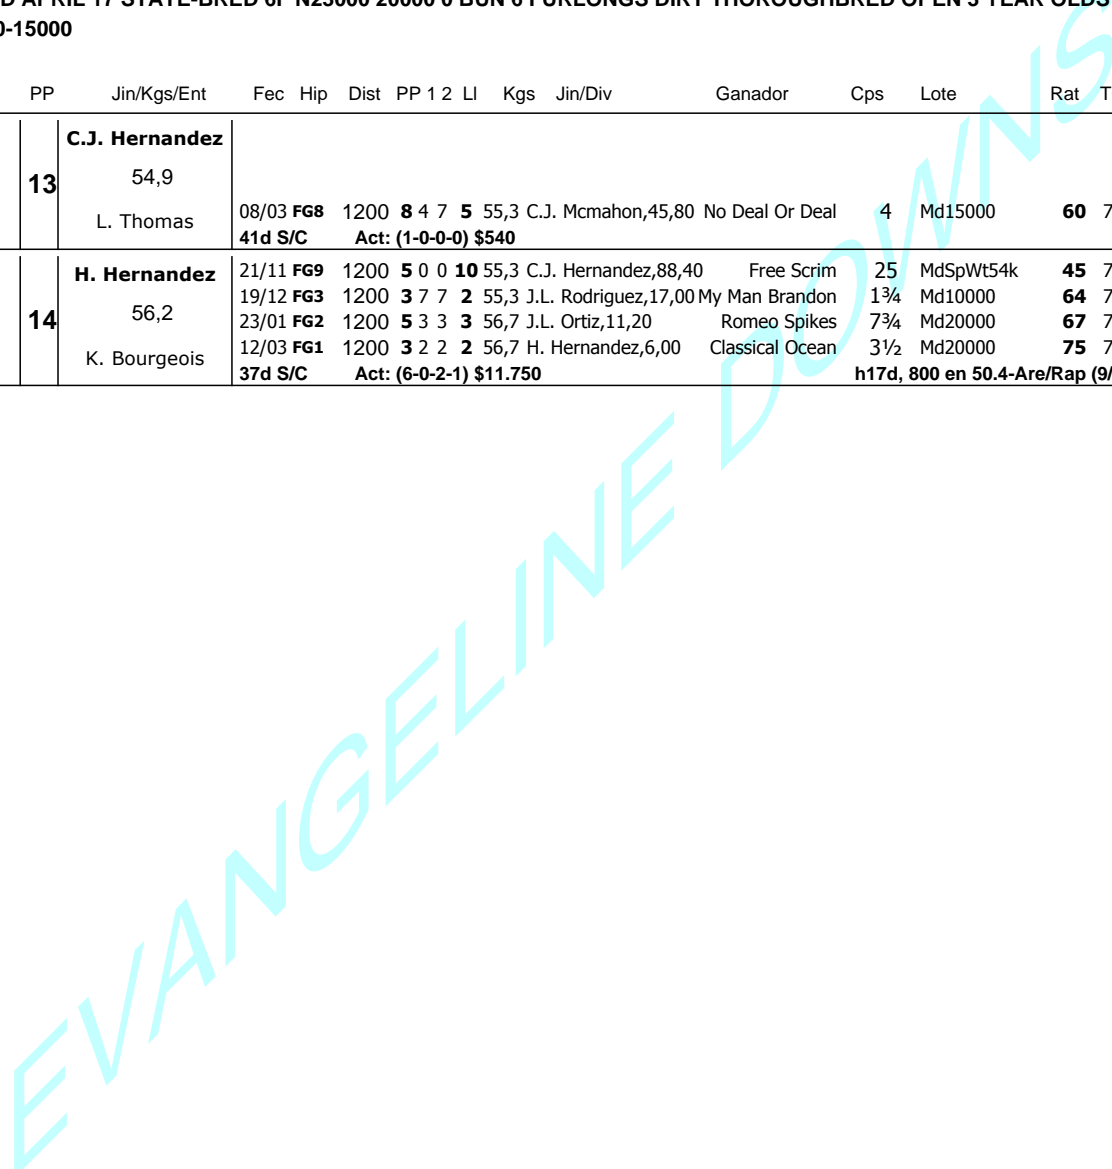 D APRIL 17 STATE-BRED 6F N25000 20000 0 BUN 6 FURLONGS DIRT THOROUGHBRED OPEN 3 YEAR OLDS
0-15000
PP Jin/Kgs/Ent Fec Hip Dist PP 1 2 Ll Kgs Jin/Div Ganador Cps Lote Rat T
C.J. Hernandez
13 54,9
L. Thomas 08/03 FG8 1200 8 4 7 5 55,3 C.J. Mcmahon,45,80 No Deal Or Deal 4 Md15000 60 7
41d S/C Act: (1-0-0-0) $540
H. Hernandez 21/11 FG9 1200 5 0 0 10 55,3 C.J. Hernandez,88,40 Free Scrim 25 MdSpWt54k 45 7
19/12 FG3 1200 3 7 7 2 55,3 J.L. Rodriguez,17,00 My Man Brandon 1¾ Md10000 64 7
14 56,2 23/01 FG2 1200 5 3 3 3 56,7 J.L. Ortiz,11,20 Romeo Spikes 7¾ Md20000 67 7
K. Bourgeois 12/03 FG1 1200 3 2 2 2 56,7 H. Hernandez,6,00 Classical Ocean 3½ Md20000 75 7
37d S/C Act: (6-0-2-1) $11.750 h17d, 800 en 50.4-Are/Rap (9/
EVANGELINE DOWNS